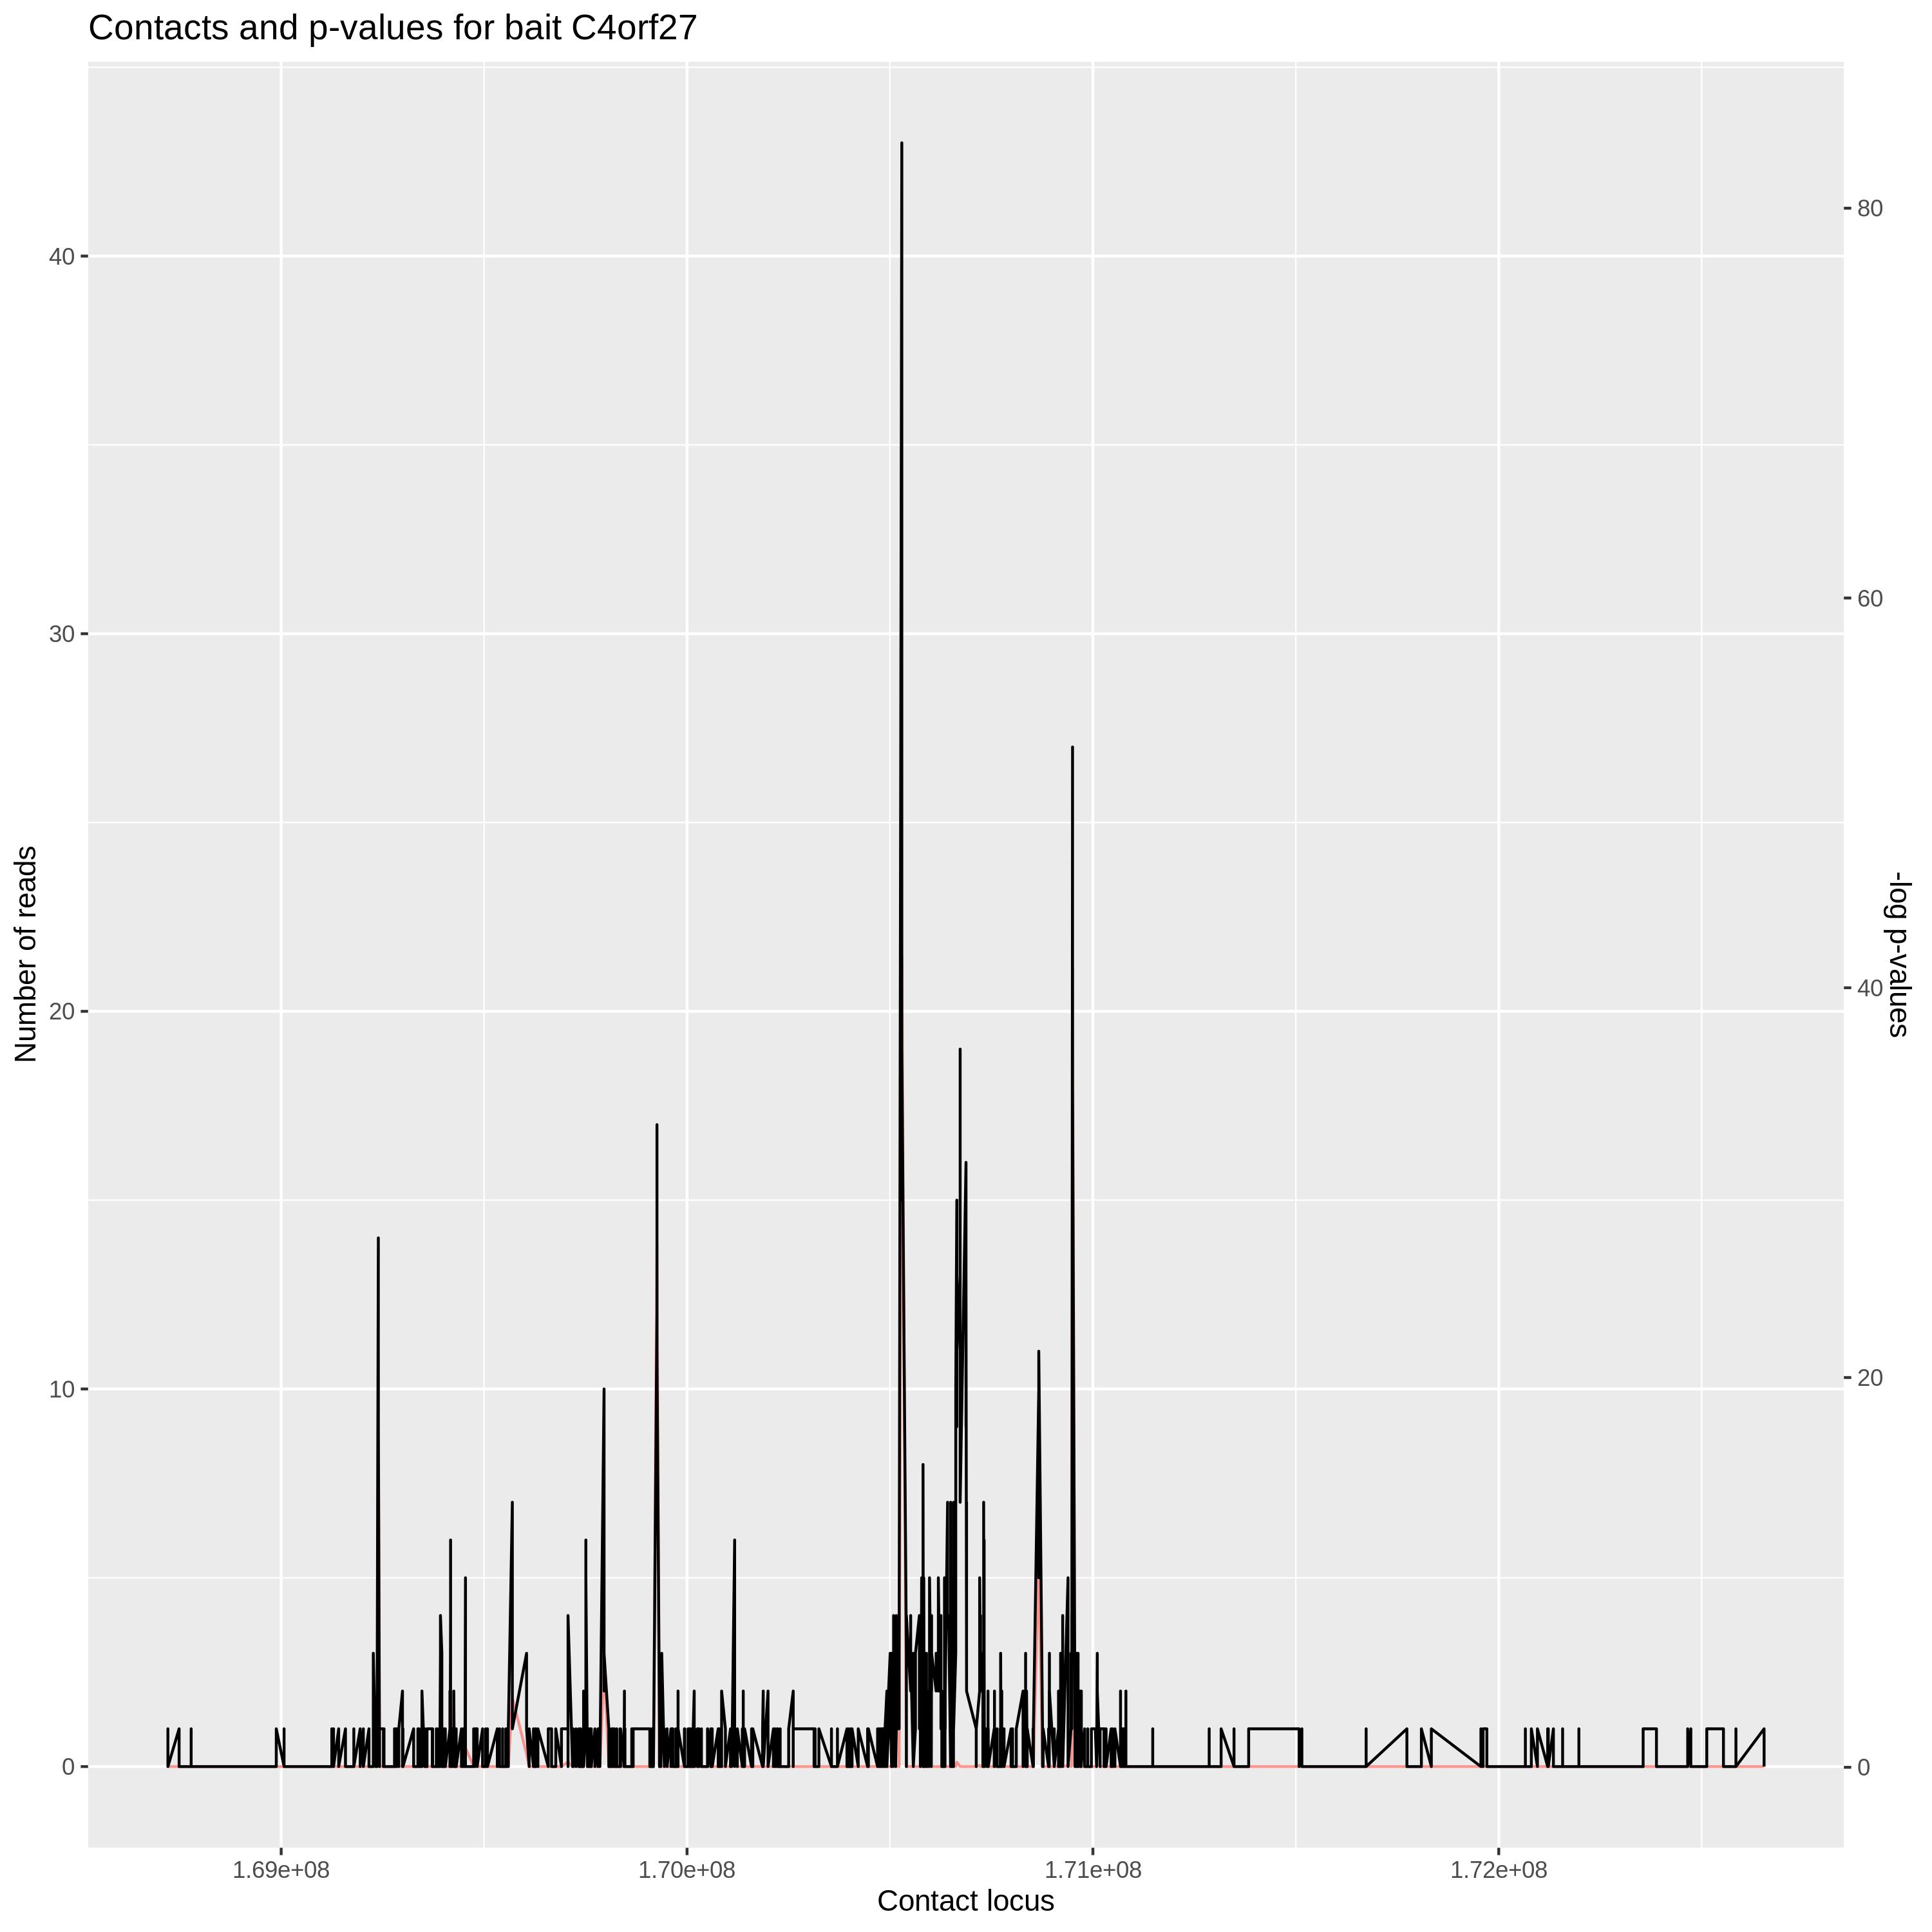 Contacts and p-values for bait C4orf27
Number of reads
40
30
20
10
0
80
60
40
20
0
-log p-values
1.69e+08
1.70e+08
1.71e+08
1.72e+08
Contact locus